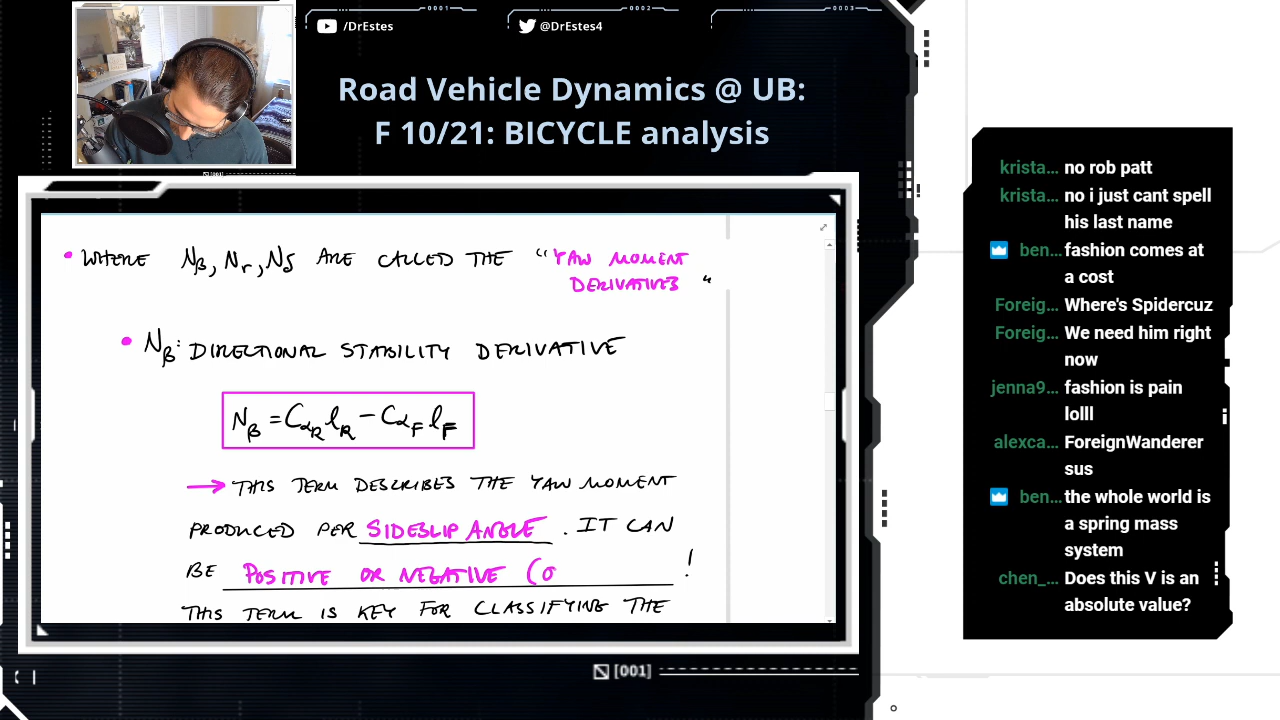 0001
0002
0003
/DrEstes
@DrEstes4
Road Vehicle Dynamics @ UB:
F 10/21: BICYCLE analysis
[001]
• WHERE Nβ, Nr, Nδ ARE CALLED THE "YAW MOMENT
DERIVATIVES"
• Nβ: DIRECTIONAL STABILITY DERIVATIVE
Nβ = CαR lR − CαF lF
→ THIS TERM DESCRIBES THE YAW MOMENT
PRODUCED PER SIDESLIP ANGLE. IT CAN
BE POSITIVE OR NEGATIVE (O !
THIS TERM IS KEY FOR CLASSIFYING THE
[001]
krista… no rob patt
krista… no i just cant spell
his last name
ben… fashion comes at
a cost
Foreig… Where's Spidercuz
Foreig… We need him right
now
jenna9… fashion is pain
lolll
alexca… ForeignWanderer
sus
ben… the whole world is
a spring mass
system
chen_… Does this V is an
absolute value?